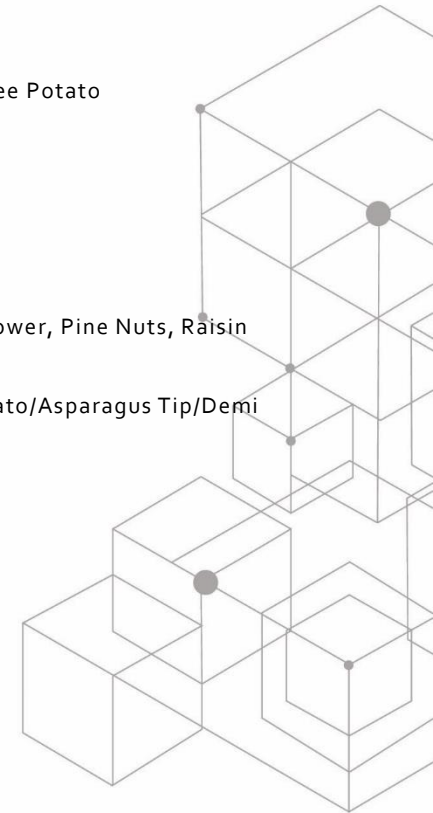 ee Potato
ower, Pine Nuts, Raisin
ato/Asparagus Tip/Demi